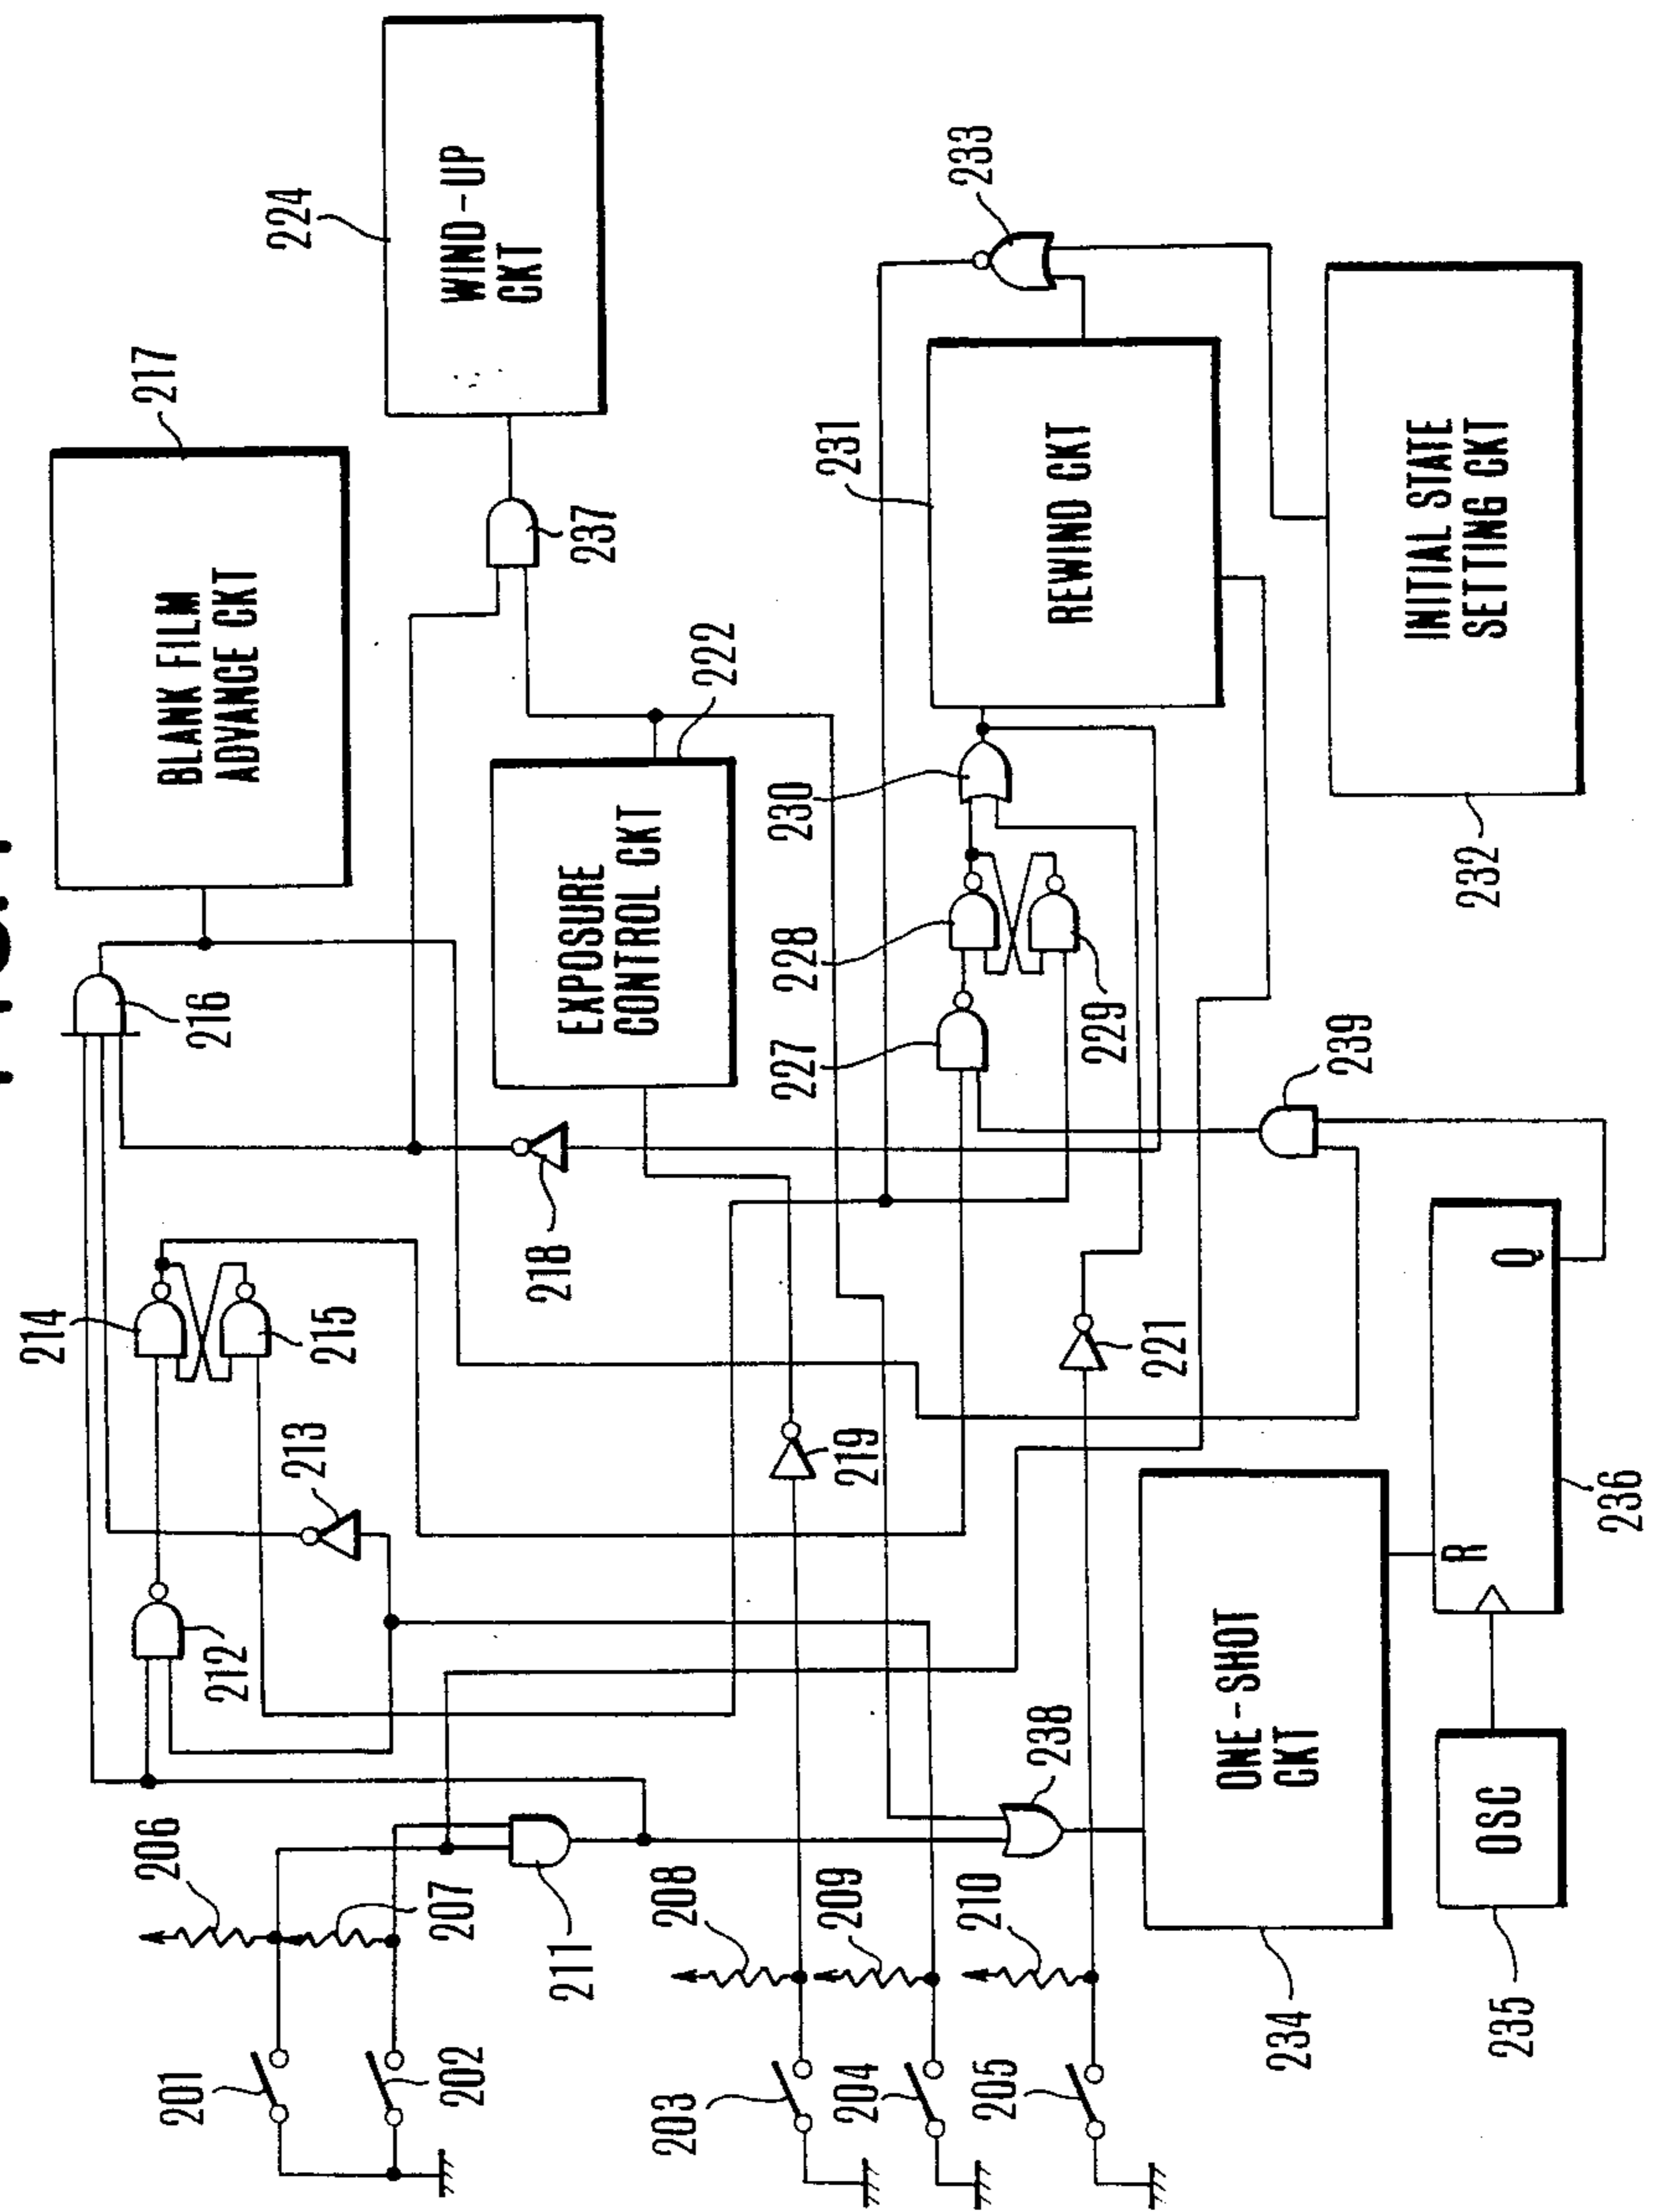 214
217
206
BLANK FILM
ADVANCE CKT
201
216
212
224
213
215
207
202
WIND-UP
CKT
218
211
237
EXPOSURE
CONTROL CKT
203
208
222
227
228
230
231
204
209
219
233
205
210
238
REWIND CKT
229
221
234
ONE-SHOT
CKT
239
INITIAL STATE
SETTING CKT
R
Q
232
OSC
235
236